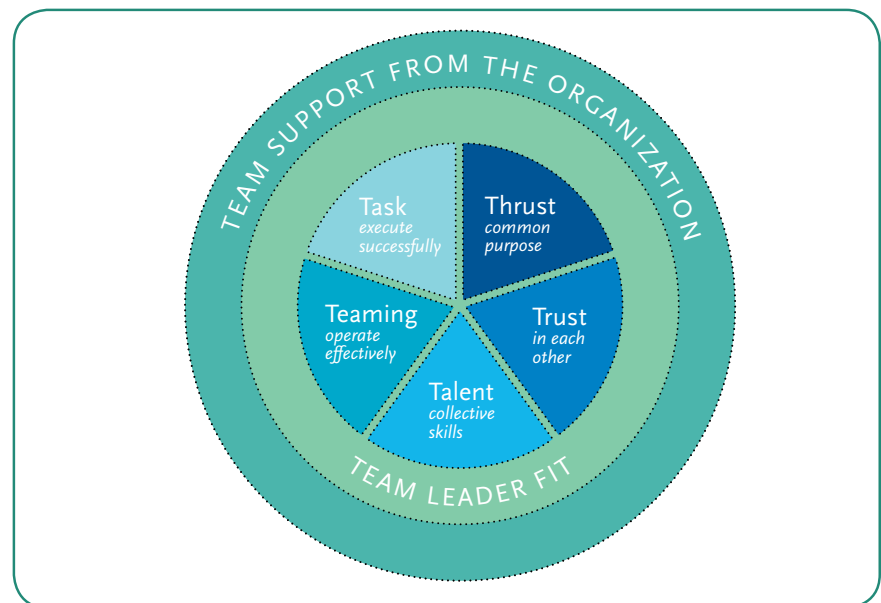 TEAM SUPPORT FROM THE ORGANIZATION
Task
execute
successfully
Thrust
common
purpose
Teaming
operate
effectively
Trust
in each
other
Talent
collective
skills
TEAM LEADER FIT